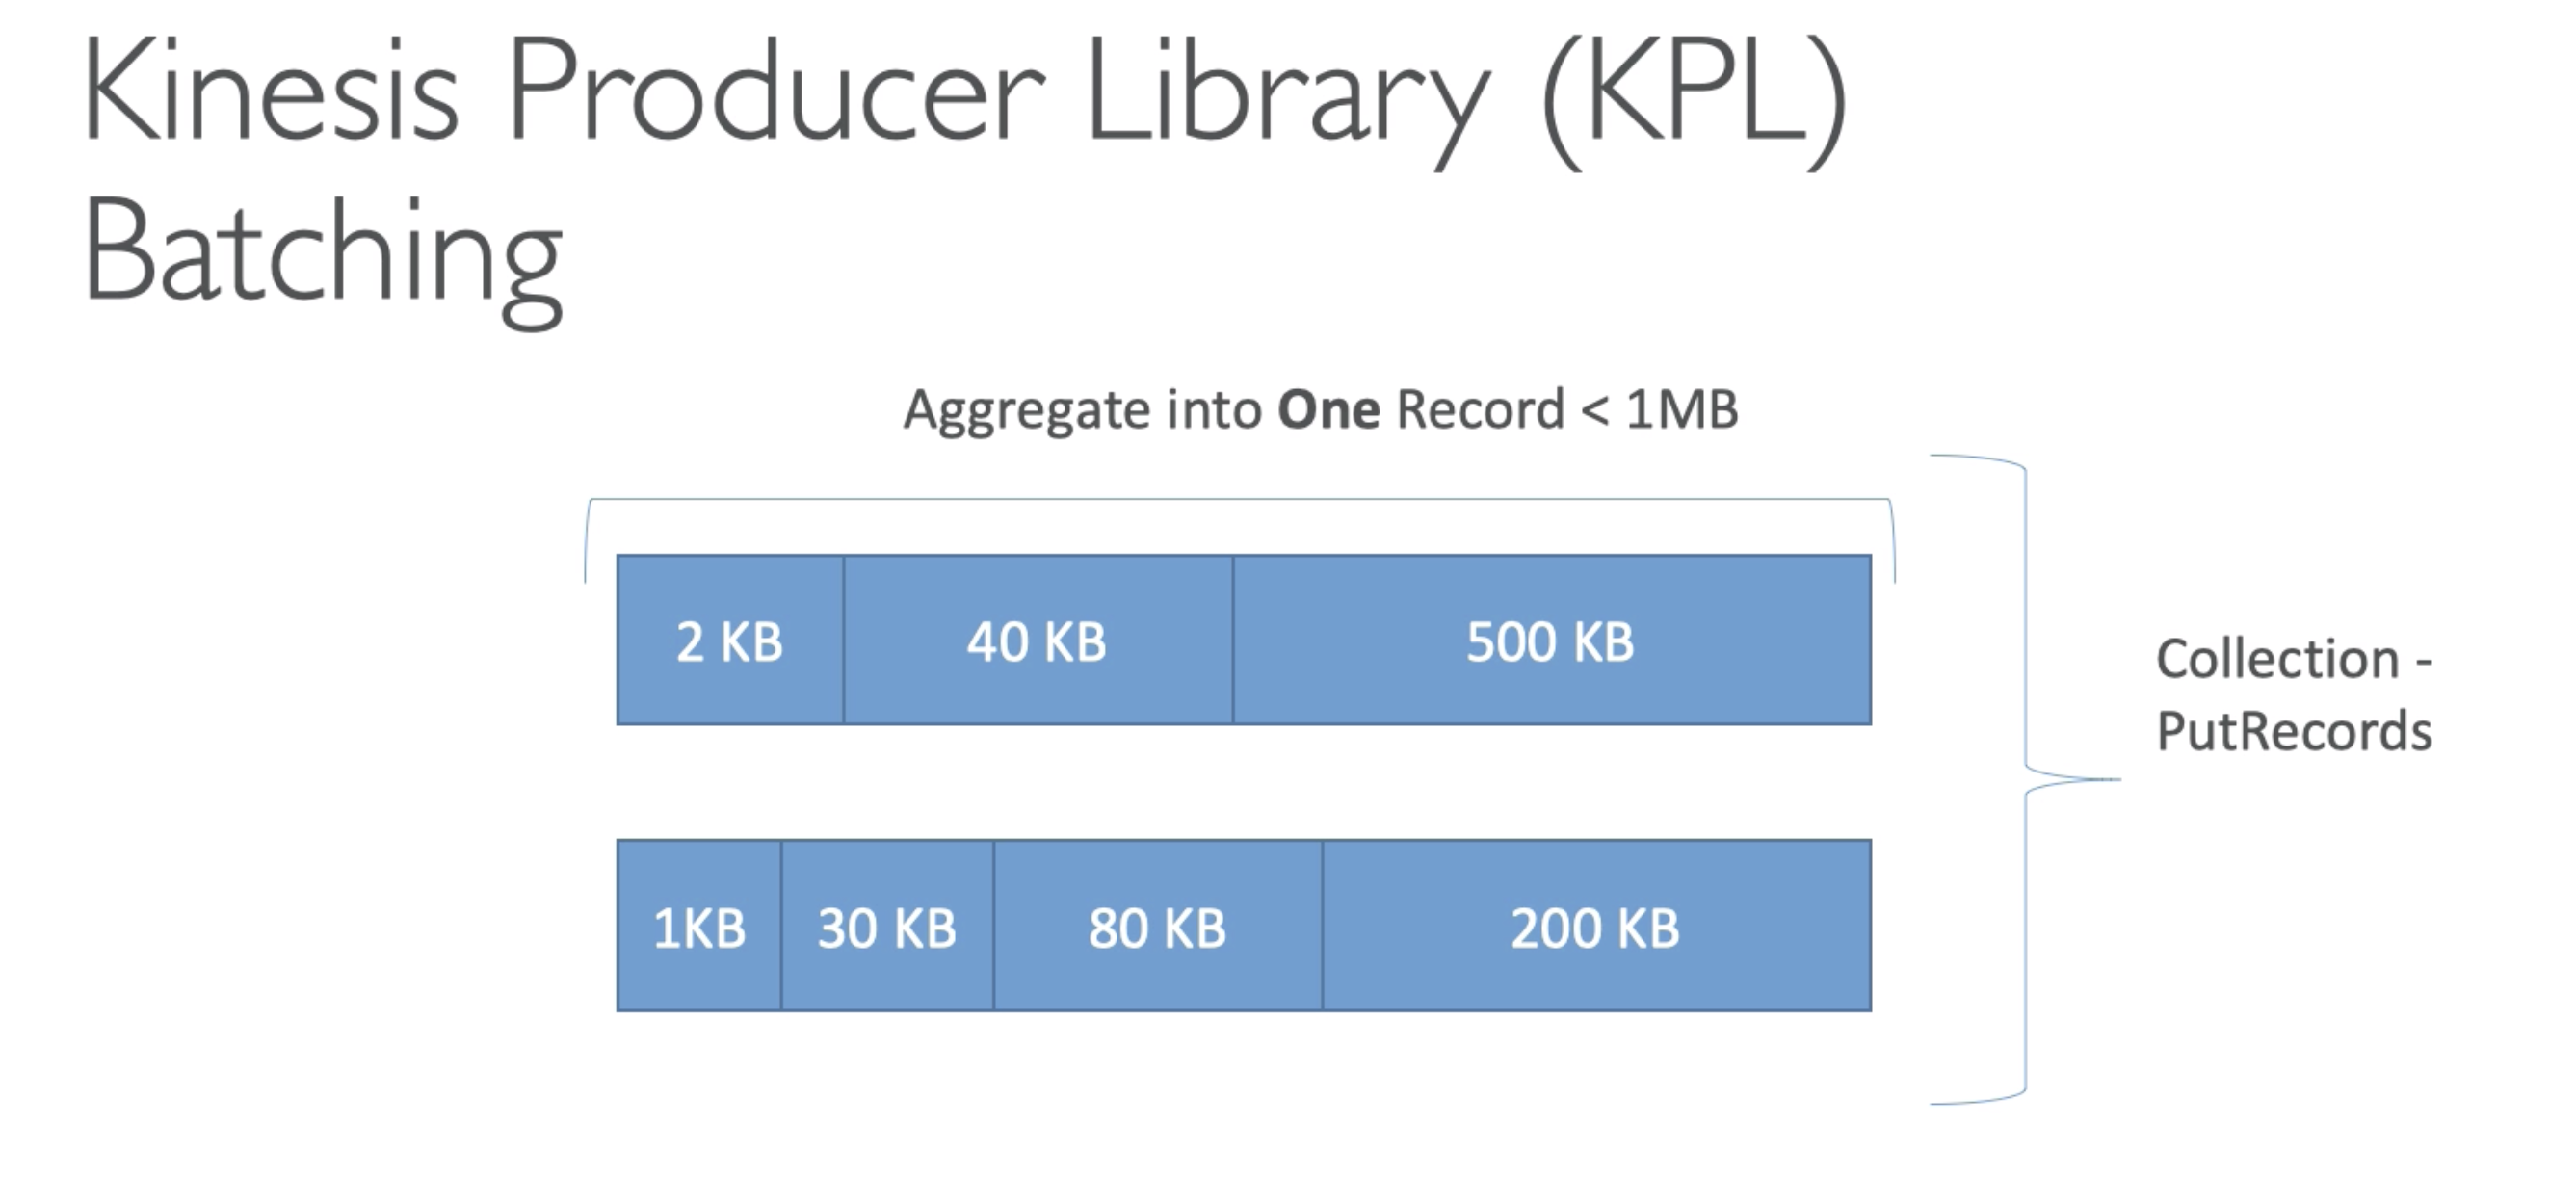 Kinesis Producer Library (KPL)
Batching
Aggregate into One Record < 1MB
2 KB
40 KB
500 KB
Collection -
PutRecords
1KB
30 KB
80 KB
200 KB